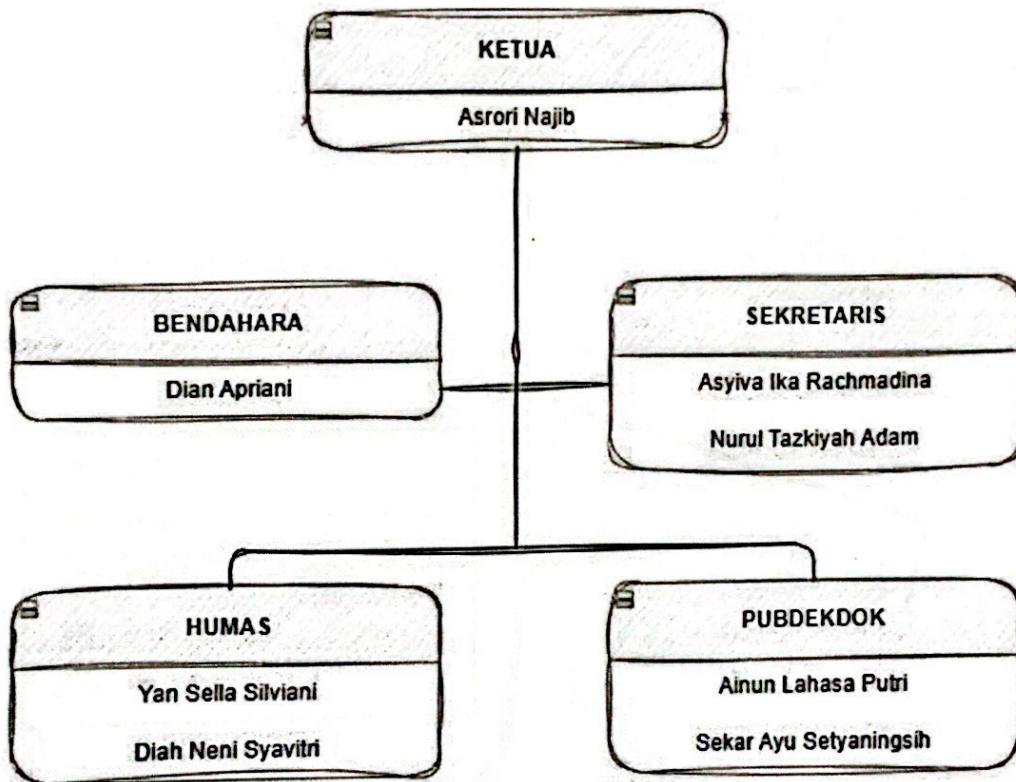 KETUA
Asrori Najib
BENDAHARA
Dian Apriani
SEKRETARIS
Asyiva Ika Rachmadina
Nurul Tazkiyah Adam
HUMAS
Yan Sella Silviani
Diah Neni Syavitri
PUBDEKDOK
Ainun Lahasa Putri
Sekar Ayu Setyaningsih